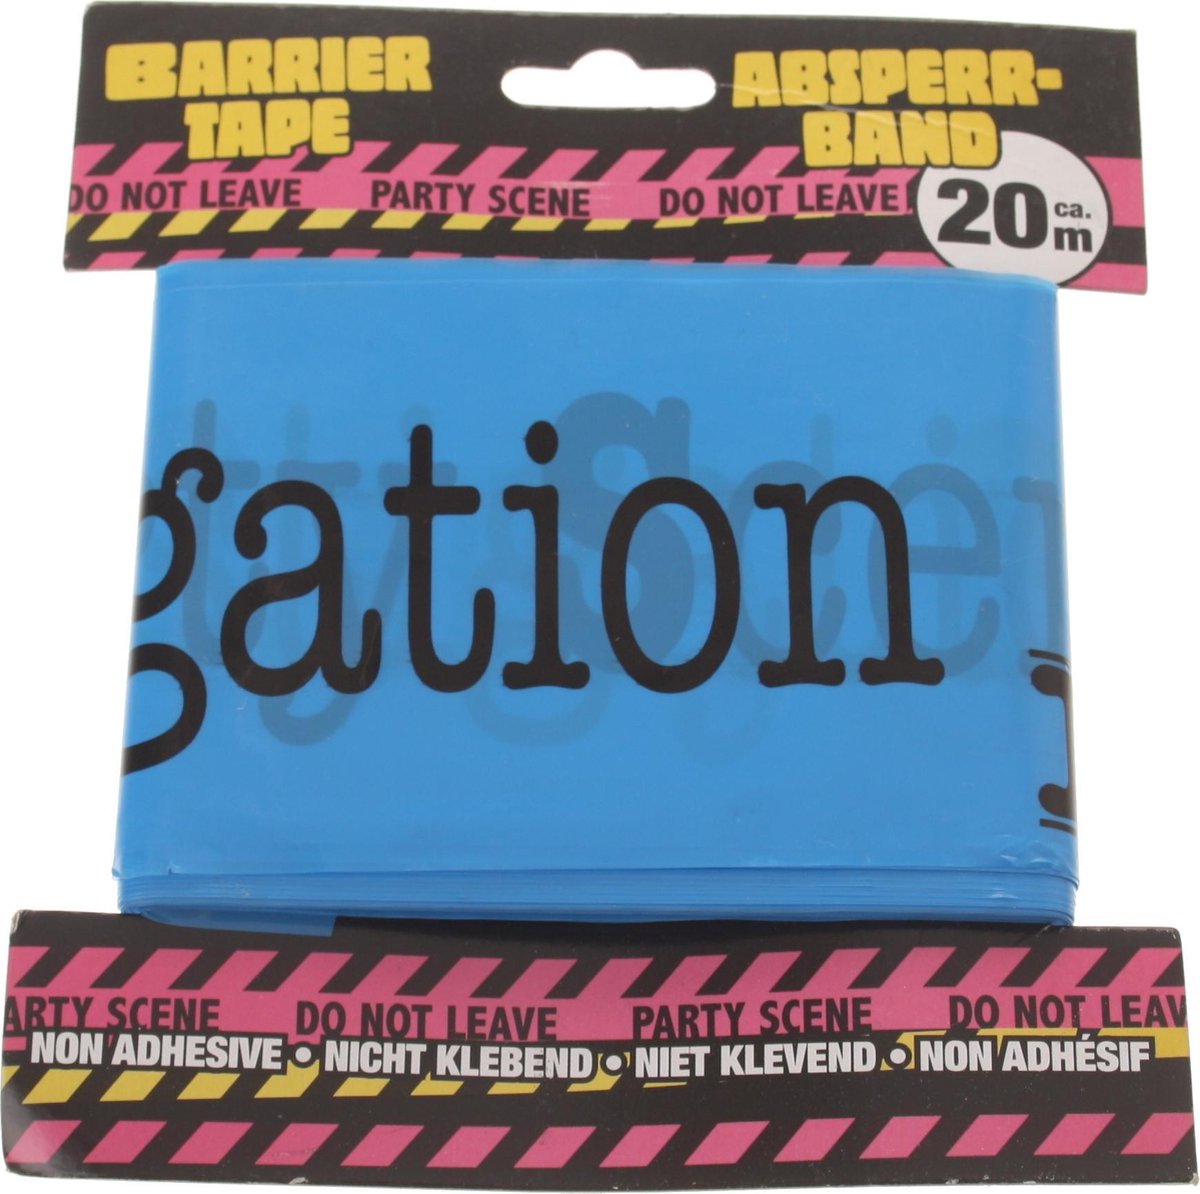 BARRIER
TAPE
ABSPERR-
BAND
DO NOT LEAVE PARTY SCENE DO NOT LEAVE
20 ca. m
gation
ARTY SCENE DO NOT LEAVE PARTY SCENE DO NOT LEAV
NON ADHESIVE • NICHT KLEBEND • NIET KLEVEND • NON ADHÉSIF